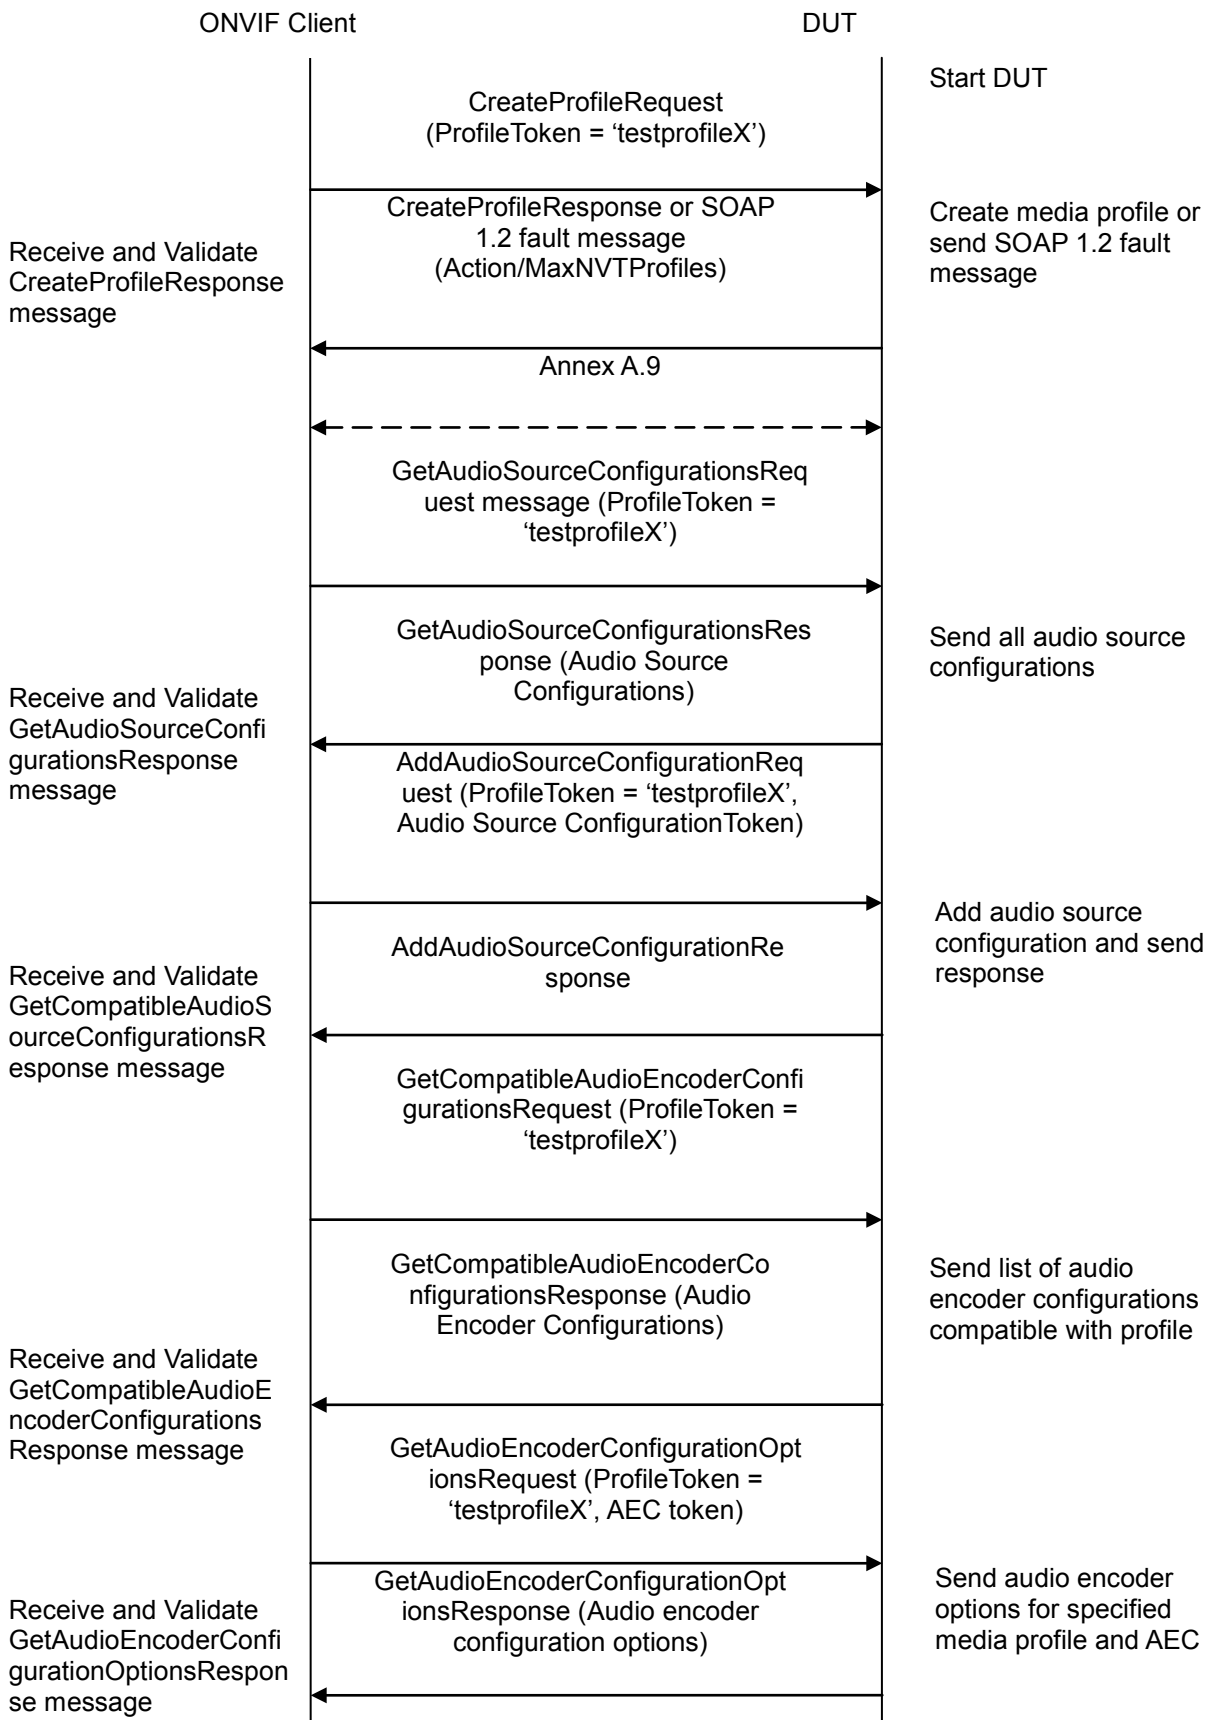 ONVIF Client
DUT
Start DUT
CreateProfileRequest
(ProfileToken = ‘testprofileX’)
CreateProfileResponse or SOAP
1.2 fault message
(Action/MaxNVTProfiles)
Create media profile or
send SOAP 1.2 fault
message
Receive and Validate
CreateProfileResponse
message
Annex A.9
GetAudioSourceConfigurationsReq
uest message (ProfileToken =
‘testprofileX’)
GetAudioSourceConfigurationsRes
ponse (Audio Source
Configurations)
Send all audio source
configurations
Receive and Validate
GetAudioSourceConfi
gurationsResponse
message
AddAudioSourceConfigurationReq
uest (ProfileToken = ‘testprofileX’,
Audio Source ConfigurationToken)
Add audio source
configuration and send
response
AddAudioSourceConfigurationRe
sponse
Receive and Validate
GetCompatibleAudioS
ourceConfigurationsR
esponse message
GetCompatibleAudioEncoderConfi
gurationsRequest (ProfileToken =
‘testprofileX’)
GetCompatibleAudioEncoderCo
nfigurationsResponse (Audio
Encoder Configurations)
Send list of audio
encoder configurations
compatible with profile
Receive and Validate
GetCompatibleAudioE
ncoderConfigurations
Response message
GetAudioEncoderConfigurationOpt
ionsRequest (ProfileToken =
‘testprofileX’, AEC token)
GetAudioEncoderConfigurationOpt
ionsResponse (Audio encoder
configuration options)
Send audio encoder
options for specified
media profile and AEC
Receive and Validate
GetAudioEncoderConfi
gurationOptionsRespon
se message